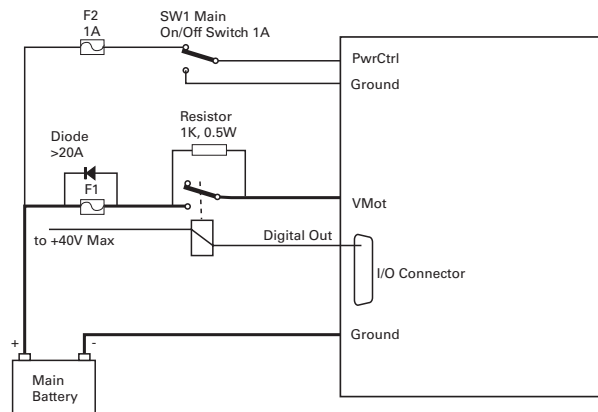 F2
1A
SW1 Main
On/Off Switch 1A
PwrCtrl
Ground
Resistor
1K, 0.5W
Diode
>20A
F1
VMot
to +40V Max
Digital Out
I/O Connector
Ground
+
-
Main
Battery